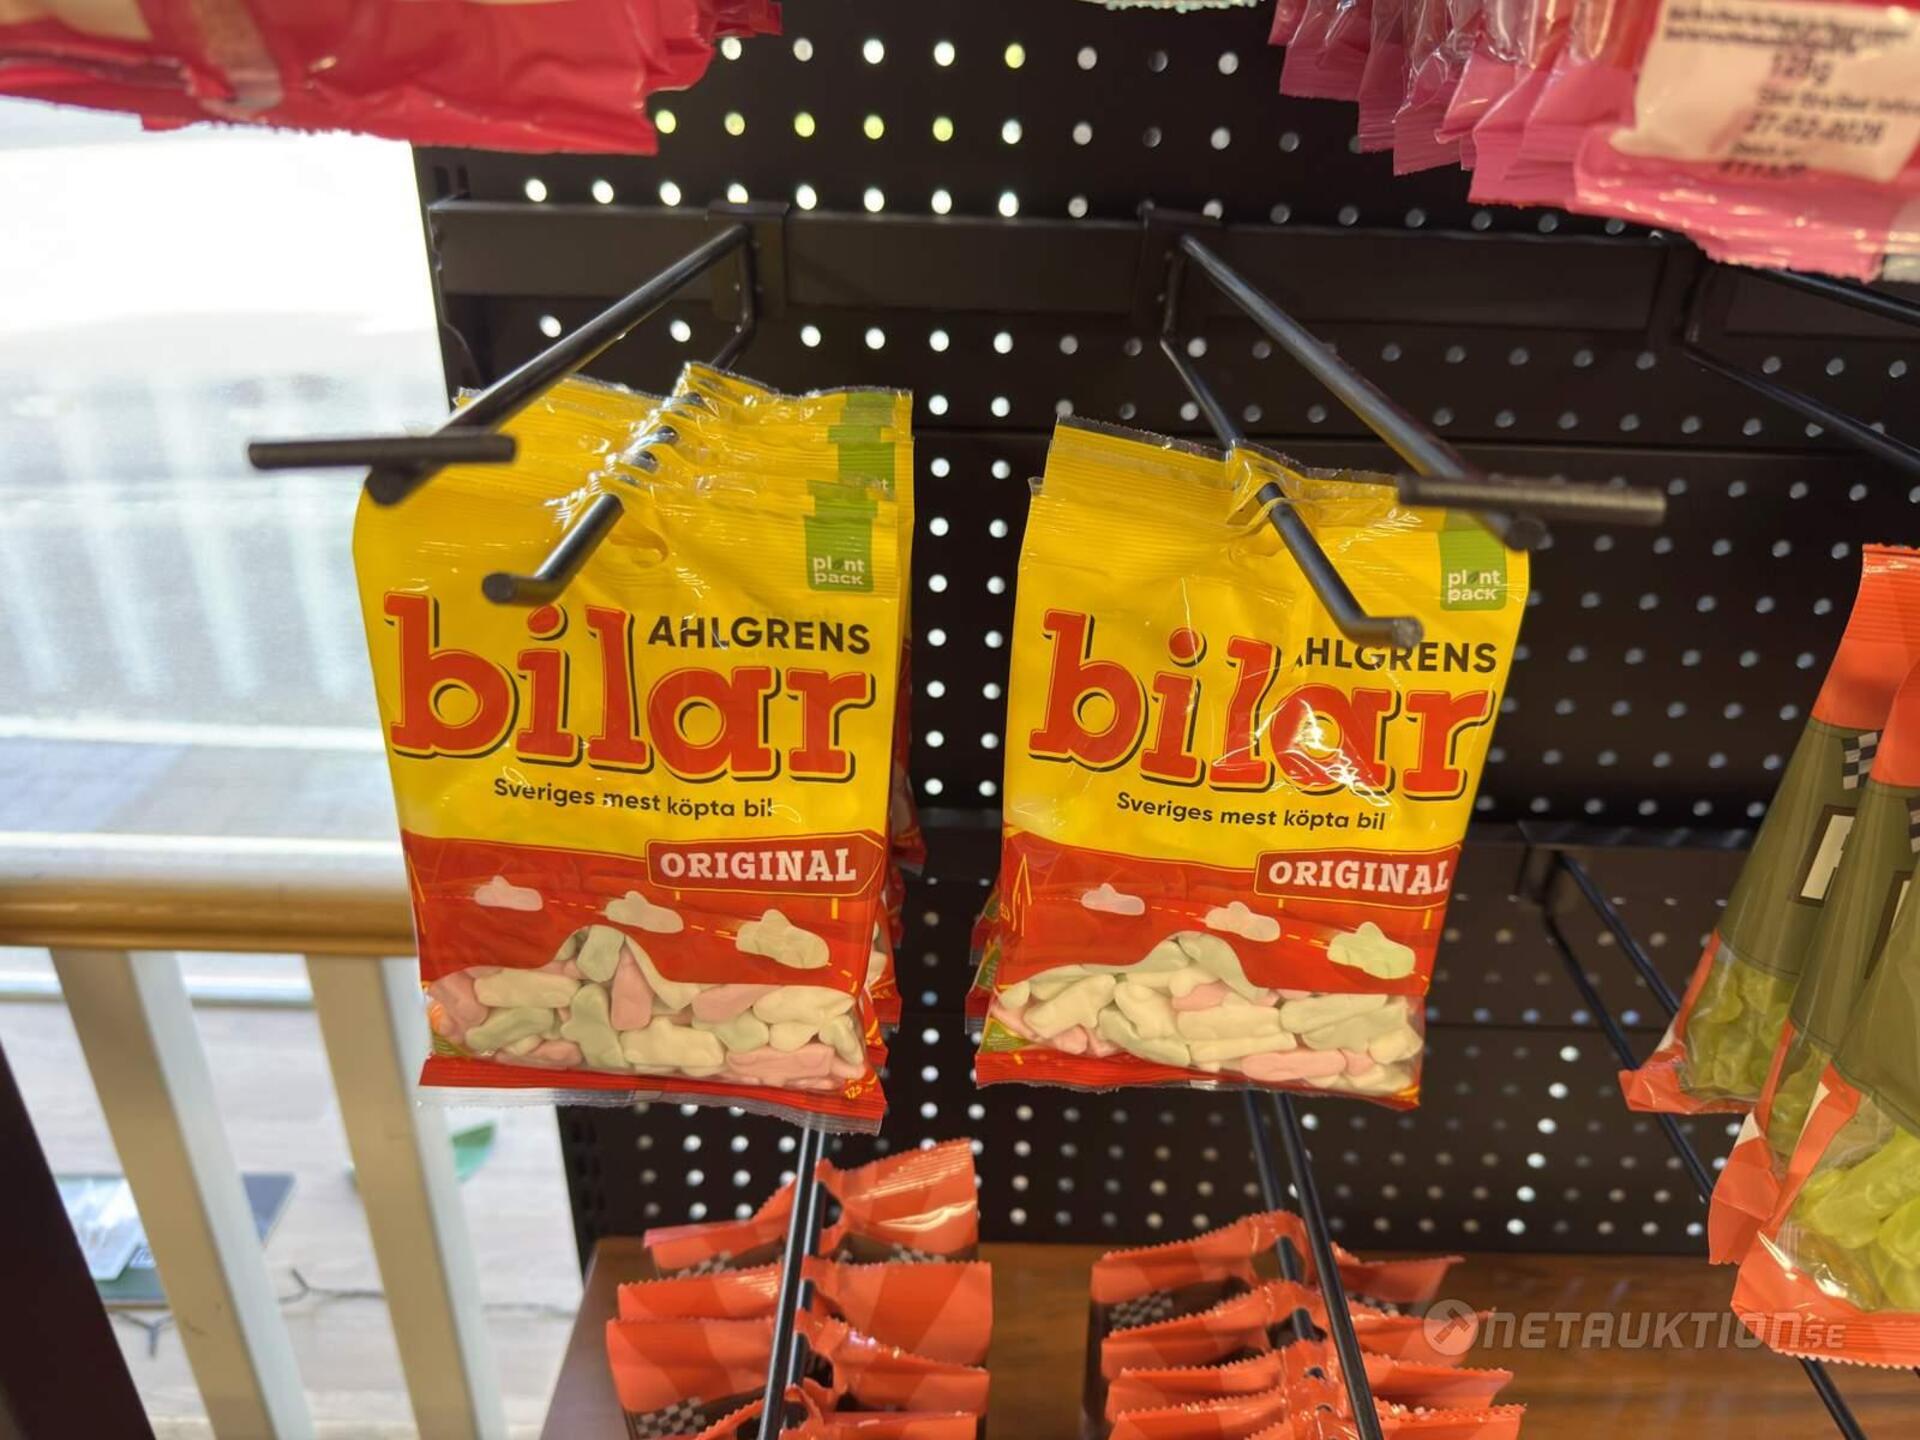 125g
27-02-2026
plant
pack
AHLGRENS
bilar
Sveriges mest köpta bil
ORIGINAL
125
plant
pack
AHLGRENS
bilar
Sveriges mest köpta bil
ORIGINAL
NETAUKTION.SE